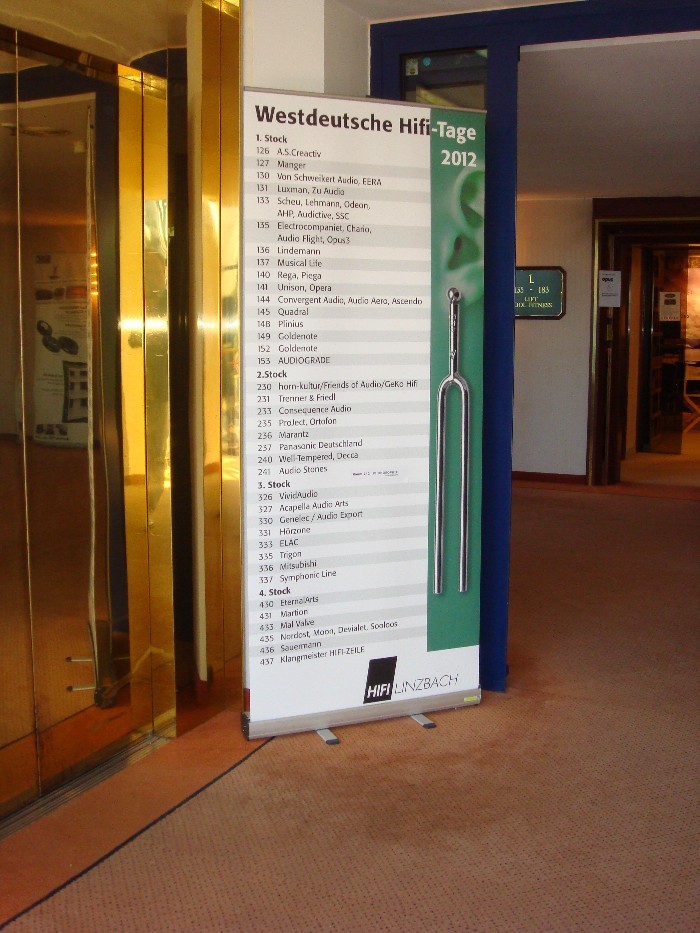 Westdeutsche Hifi-Tage
2012
1. Stock
126 A.S.Creactiv
127 Manger
130 Von Schweikert Audio, EERA
131 Luxman, Zu Audio
133 Scheu, Lehmann, Odeon,
AHP, Audictive, SSC
135 Electrocompaniet, Chario,
Audio Flight, Opus3
136 Lindemann
137 Musical Life
140 Rega, Piega
141 Unison, Opera
144 Convergent Audio, Audio Aero, Ascendo
145 Quadral
148 Plinius
149 Goldenote
152 Goldenote
153 AUDIOGRADE
2.Stock
230 horn-kultur/Friends of Audio/GeKo Hifi
231 Trenner & Friedl
233 Consequence Audio
235 ProJect, Ortofon
236 Marantz
237 Panasonic Deutschland
240 Well-Tempered, Decca
241 Audio Stones
3. Stock
326 VividAudio
327 Acapella Audio Arts
330 Genelec / Audio Export
331 Hörzone
333 ELAC
335 Trigon
336 Mitsubishi
337 Symphonic Line
4. Stock
430 EternalArts
431 Martion
433 Mal Valve
435 Nordost, Moon, Devialet, Sooloos
436 Sauermann
437 Klangmeister HIFI-ZEILE
HIFI LINZBACH
L
135 - 183
LIFT
FITNESS
opus